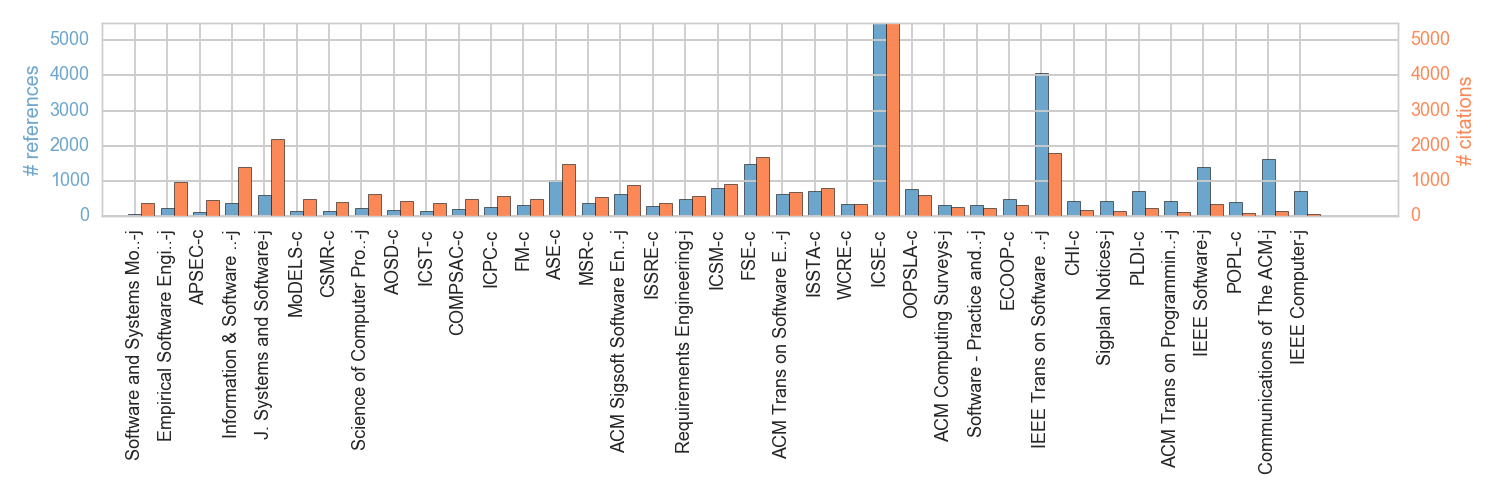 # references
5000
4000
3000
2000
1000
0
5000
4000
3000
2000
1000
0
# citations
Software and Systems Mo..-j
Empirical Software Engi..-j
APSEC-c
Information & Software ..-j
J. Systems and Software-j
MoDELS-c
CSMR-c
Science of Computer Pro..-j
AOSD-c
ICST-c
COMPSAC-c
ICPC-c
FM-c
ASE-c
MSR-c
ACM Sigsoft Software En..-j
ISSRE-c
Requirements Engineering-j
ICSM-c
FSE-c
ACM Trans on Software E..-j
ISSTA-c
WCRE-c
ICSE-c
OOPSLA-c
ACM Computing Surveys-j
Software - Practice and..-j
ECOOP-c
IEEE Trans on Software ..-j
CHI-c
Sigplan Notices-j
PLDI-c
ACM Trans on Programmin..-j
IEEE Software-j
POPL-c
Communications of The ACM-j
IEEE Computer-j